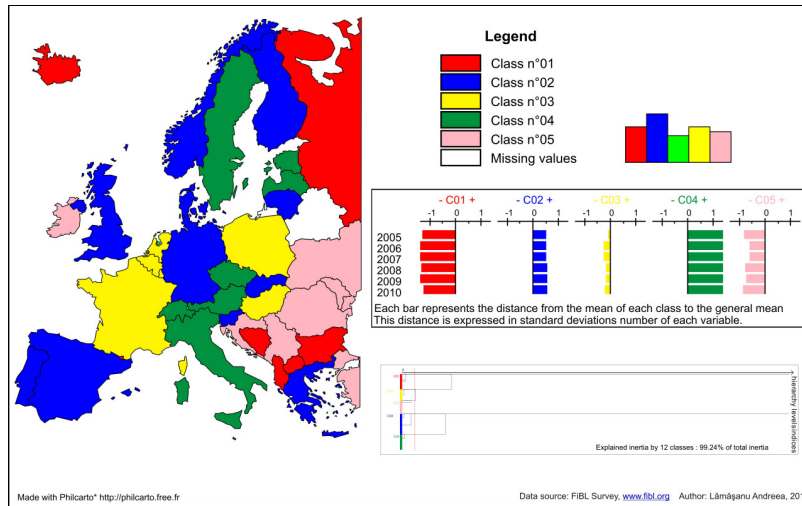 Legend
Class n°01
Class n°02
Class n°03
Class n°04
Class n°05
Missing values
- C01 + - C02 + - C03 + - C04 + - C05 +
-1 0 1 -1 0 1 -1 0 1 -1 0 1 -1 0 1
2005
2006
2007
2008
2009
2010
Each bar represents the distance from the mean of each class to the general mean
This distance is expressed in standard deviations number of each variable.
hierarchy levels indices
Explained inertia by 12 classes : 99.24% of total inertia
Made with Philcarto* http://philcarto.free.fr
Data source: FiBL Survey, www.fibl.org Author: Lămăşanu Andreea, 201